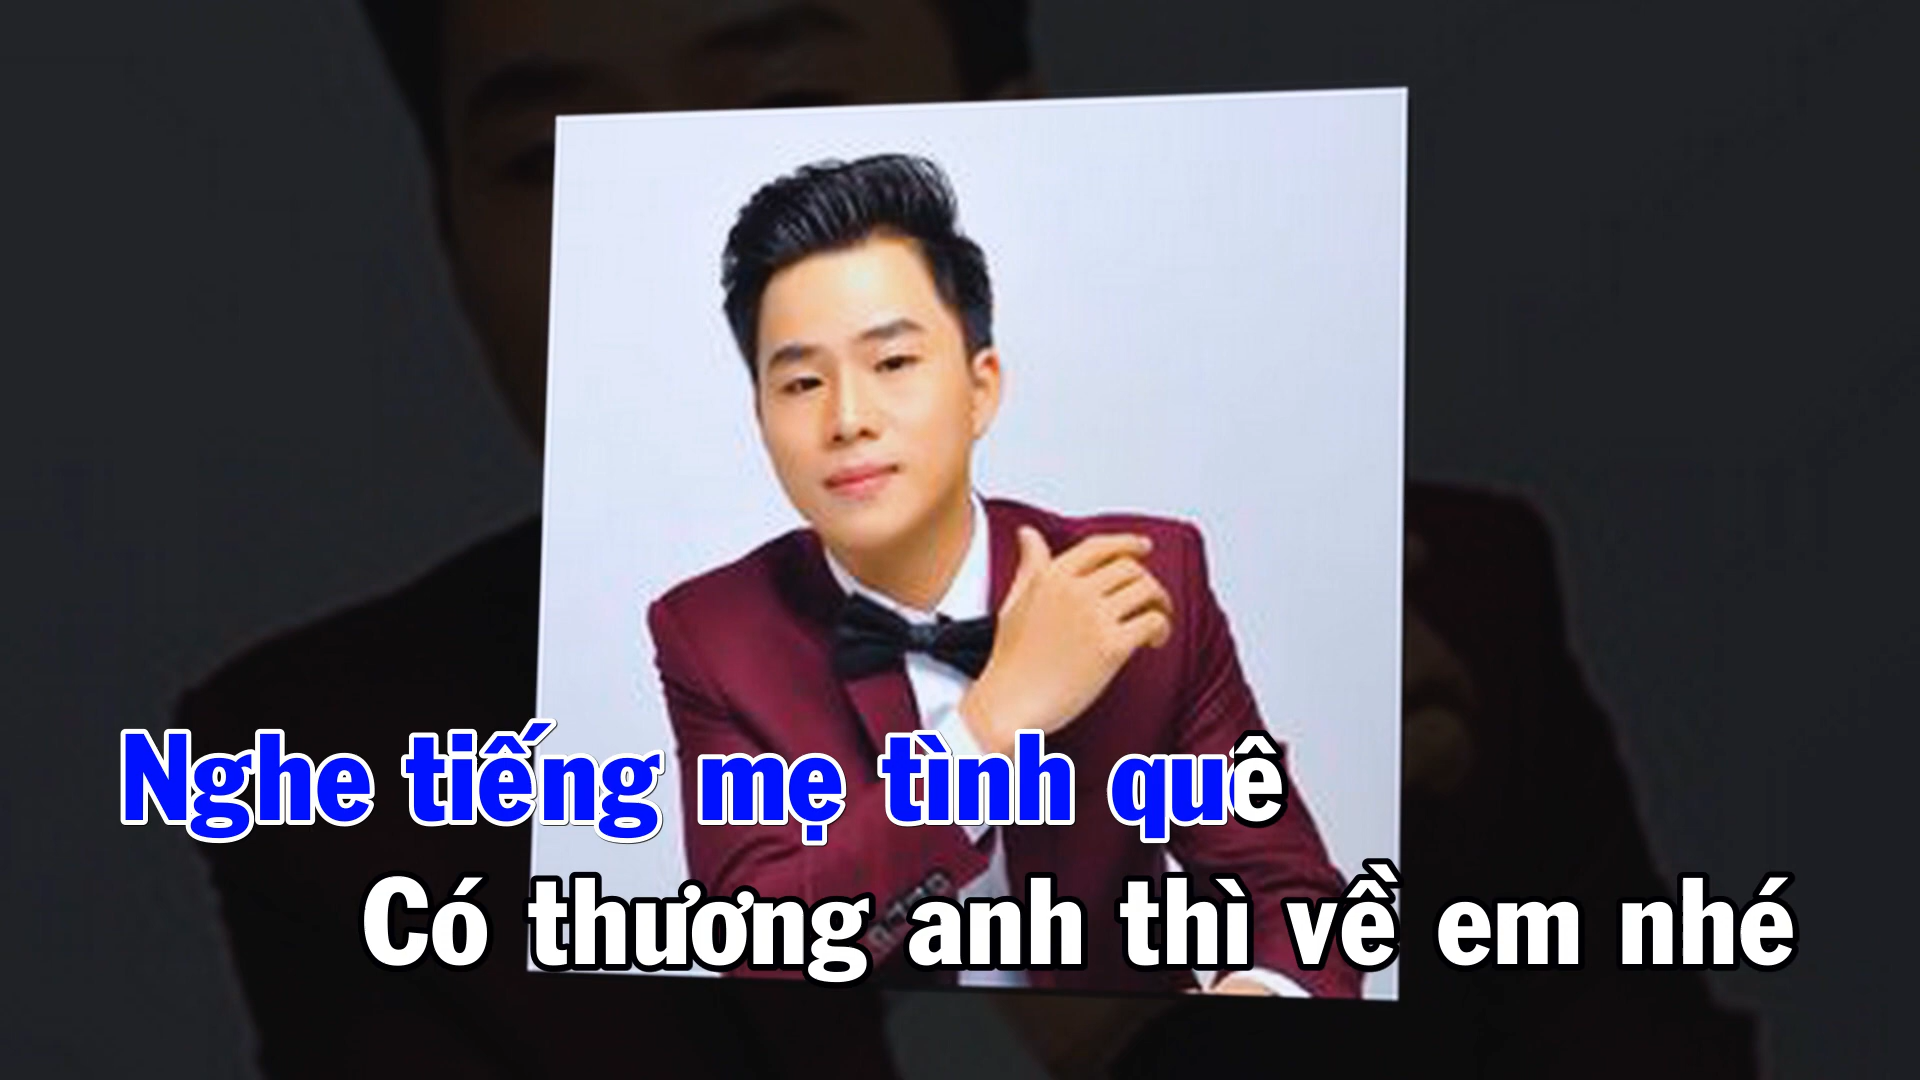 Nghe tiếng mẹ tình quê
Có thương anh thì về em nhé